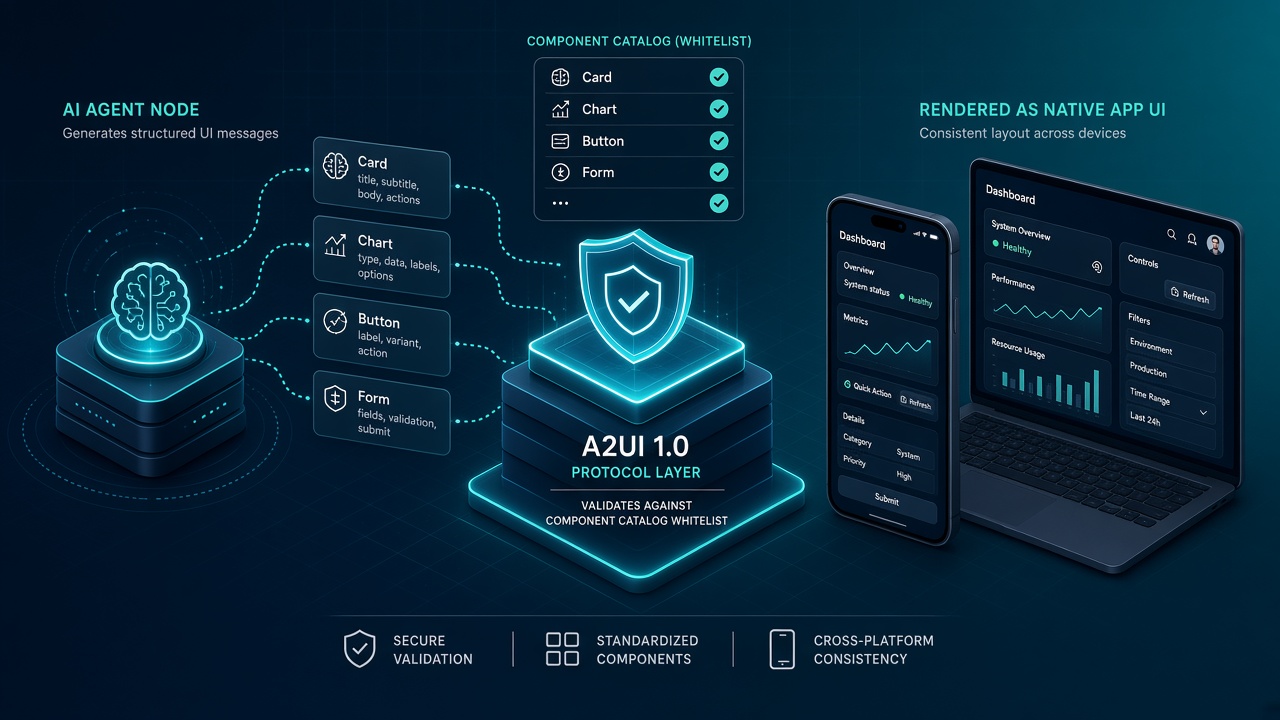 COMPONENT CATALOG (WHITELIST)
Card
Chart
Button
Form
...
AI AGENT NODE
Generates structured UI messages
Card
title, subtitle,
body, actions
Chart
type, data, labels,
options
Button
label, variant,
action
Form
fields, validation,
submit
A2UI 1.0
PROTOCOL LAYER
VALIDATES AGAINST
COMPONENT CATALOG WHITELIST
RENDERED AS NATIVE APP UI
Consistent layout across devices
Dashboard
Overview
System status
Healthy
Metrics
Quick Action
Refresh
Details
Category
System
Priority
High
Submit
Dashboard
System Overview
Healthy
Performance
Resource Usage
Controls
Refresh
Filters
Environment
Production
Time Range
Last 24h
SECURE
VALIDATION
STANDARDIZED
COMPONENTS
CROSS-PLATFORM
CONSISTENCY